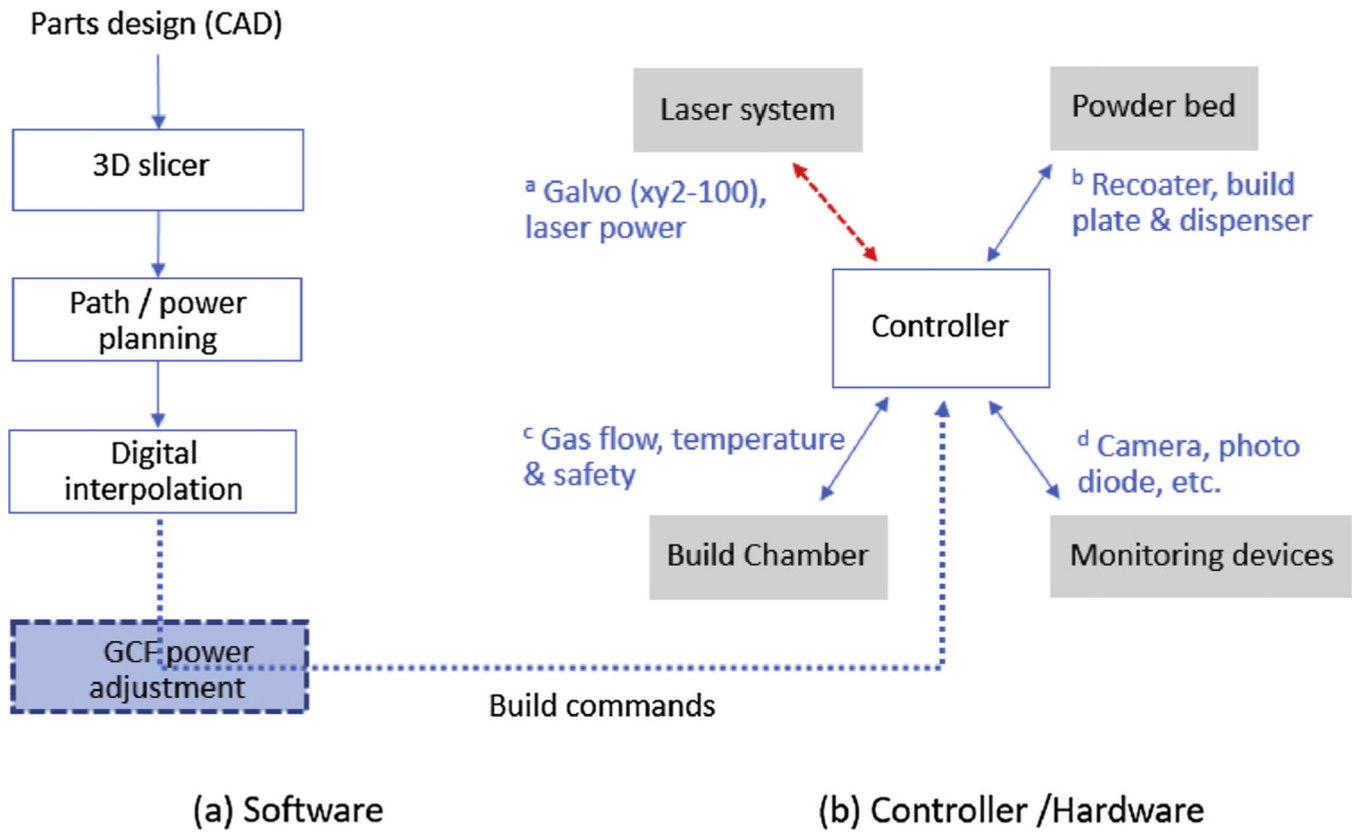 Parts design (CAD)
3D slicer
Path / power
planning
Digital
interpolation
GCF power
adjustment
Build commands
(a) Software
Laser system
Powder bed
a Galvo (xy2-100),
laser power
b Recoater, build
plate & dispenser
Controller
c Gas flow, temperature
& safety
d Camera, photo
diode, etc.
Build Chamber
Monitoring devices
(b) Controller /Hardware